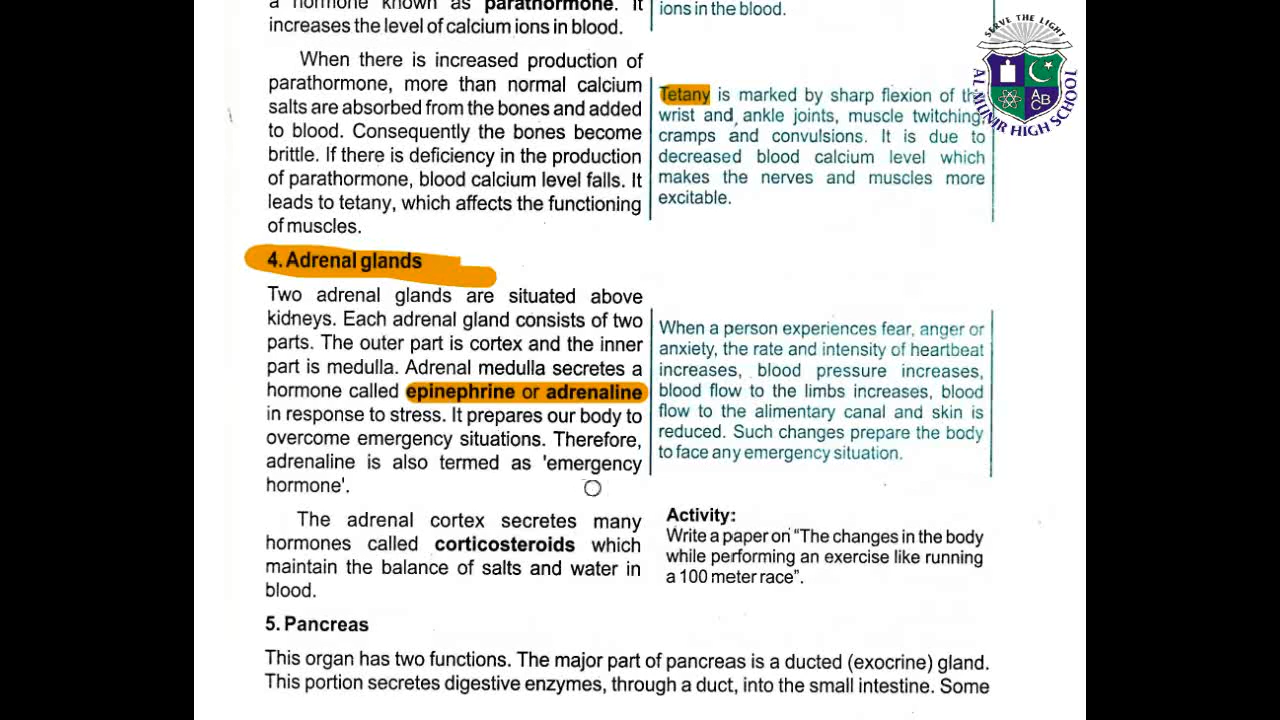 a hormone known as parathormone. It
increases the level of calcium ions in blood.
When there is increased production of
parathormone, more than normal calcium
salts are absorbed from the bones and added
to blood. Consequently the bones become
brittle. If there is deficiency in the production
of parathormone, blood calcium level falls. It
leads to tetany, which affects the functioning
of muscles.
ions in the blood.
Tetany is marked by sharp flexion of the
wrist and ankle joints, muscle twitching,
cramps and convulsions. It is due to
decreased blood calcium level which
makes the nerves and muscles more
excitable.
SERVE THE LIGHT
ABC
AL MUNIR HIGH SCHOOL
4. Adrenal glands
Two adrenal glands are situated above
kidneys. Each adrenal gland consists of two
parts. The outer part is cortex and the inner
part is medulla. Adrenal medulla secretes a
hormone called epinephrine or adrenaline
in response to stress. It prepares our body to
overcome emergency situations. Therefore,
adrenaline is also termed as 'emergency
hormone'.
The adrenal cortex secretes many
hormones called corticosteroids which
maintain the balance of salts and water in
blood.
When a person experiences fear, anger or
anxiety, the rate and intensity of heartbeat
increases, blood pressure increases,
blood flow to the limbs increases, blood
flow to the alimentary canal and skin is
reduced. Such changes prepare the body
to face any emergency situation.
Activity:
Write a paper on "The changes in the body
while performing an exercise like running
a 100 meter race".
5. Pancreas
This organ has two functions. The major part of pancreas is a ducted (exocrine) gland.
This portion secretes digestive enzymes, through a duct, into the small intestine. Some